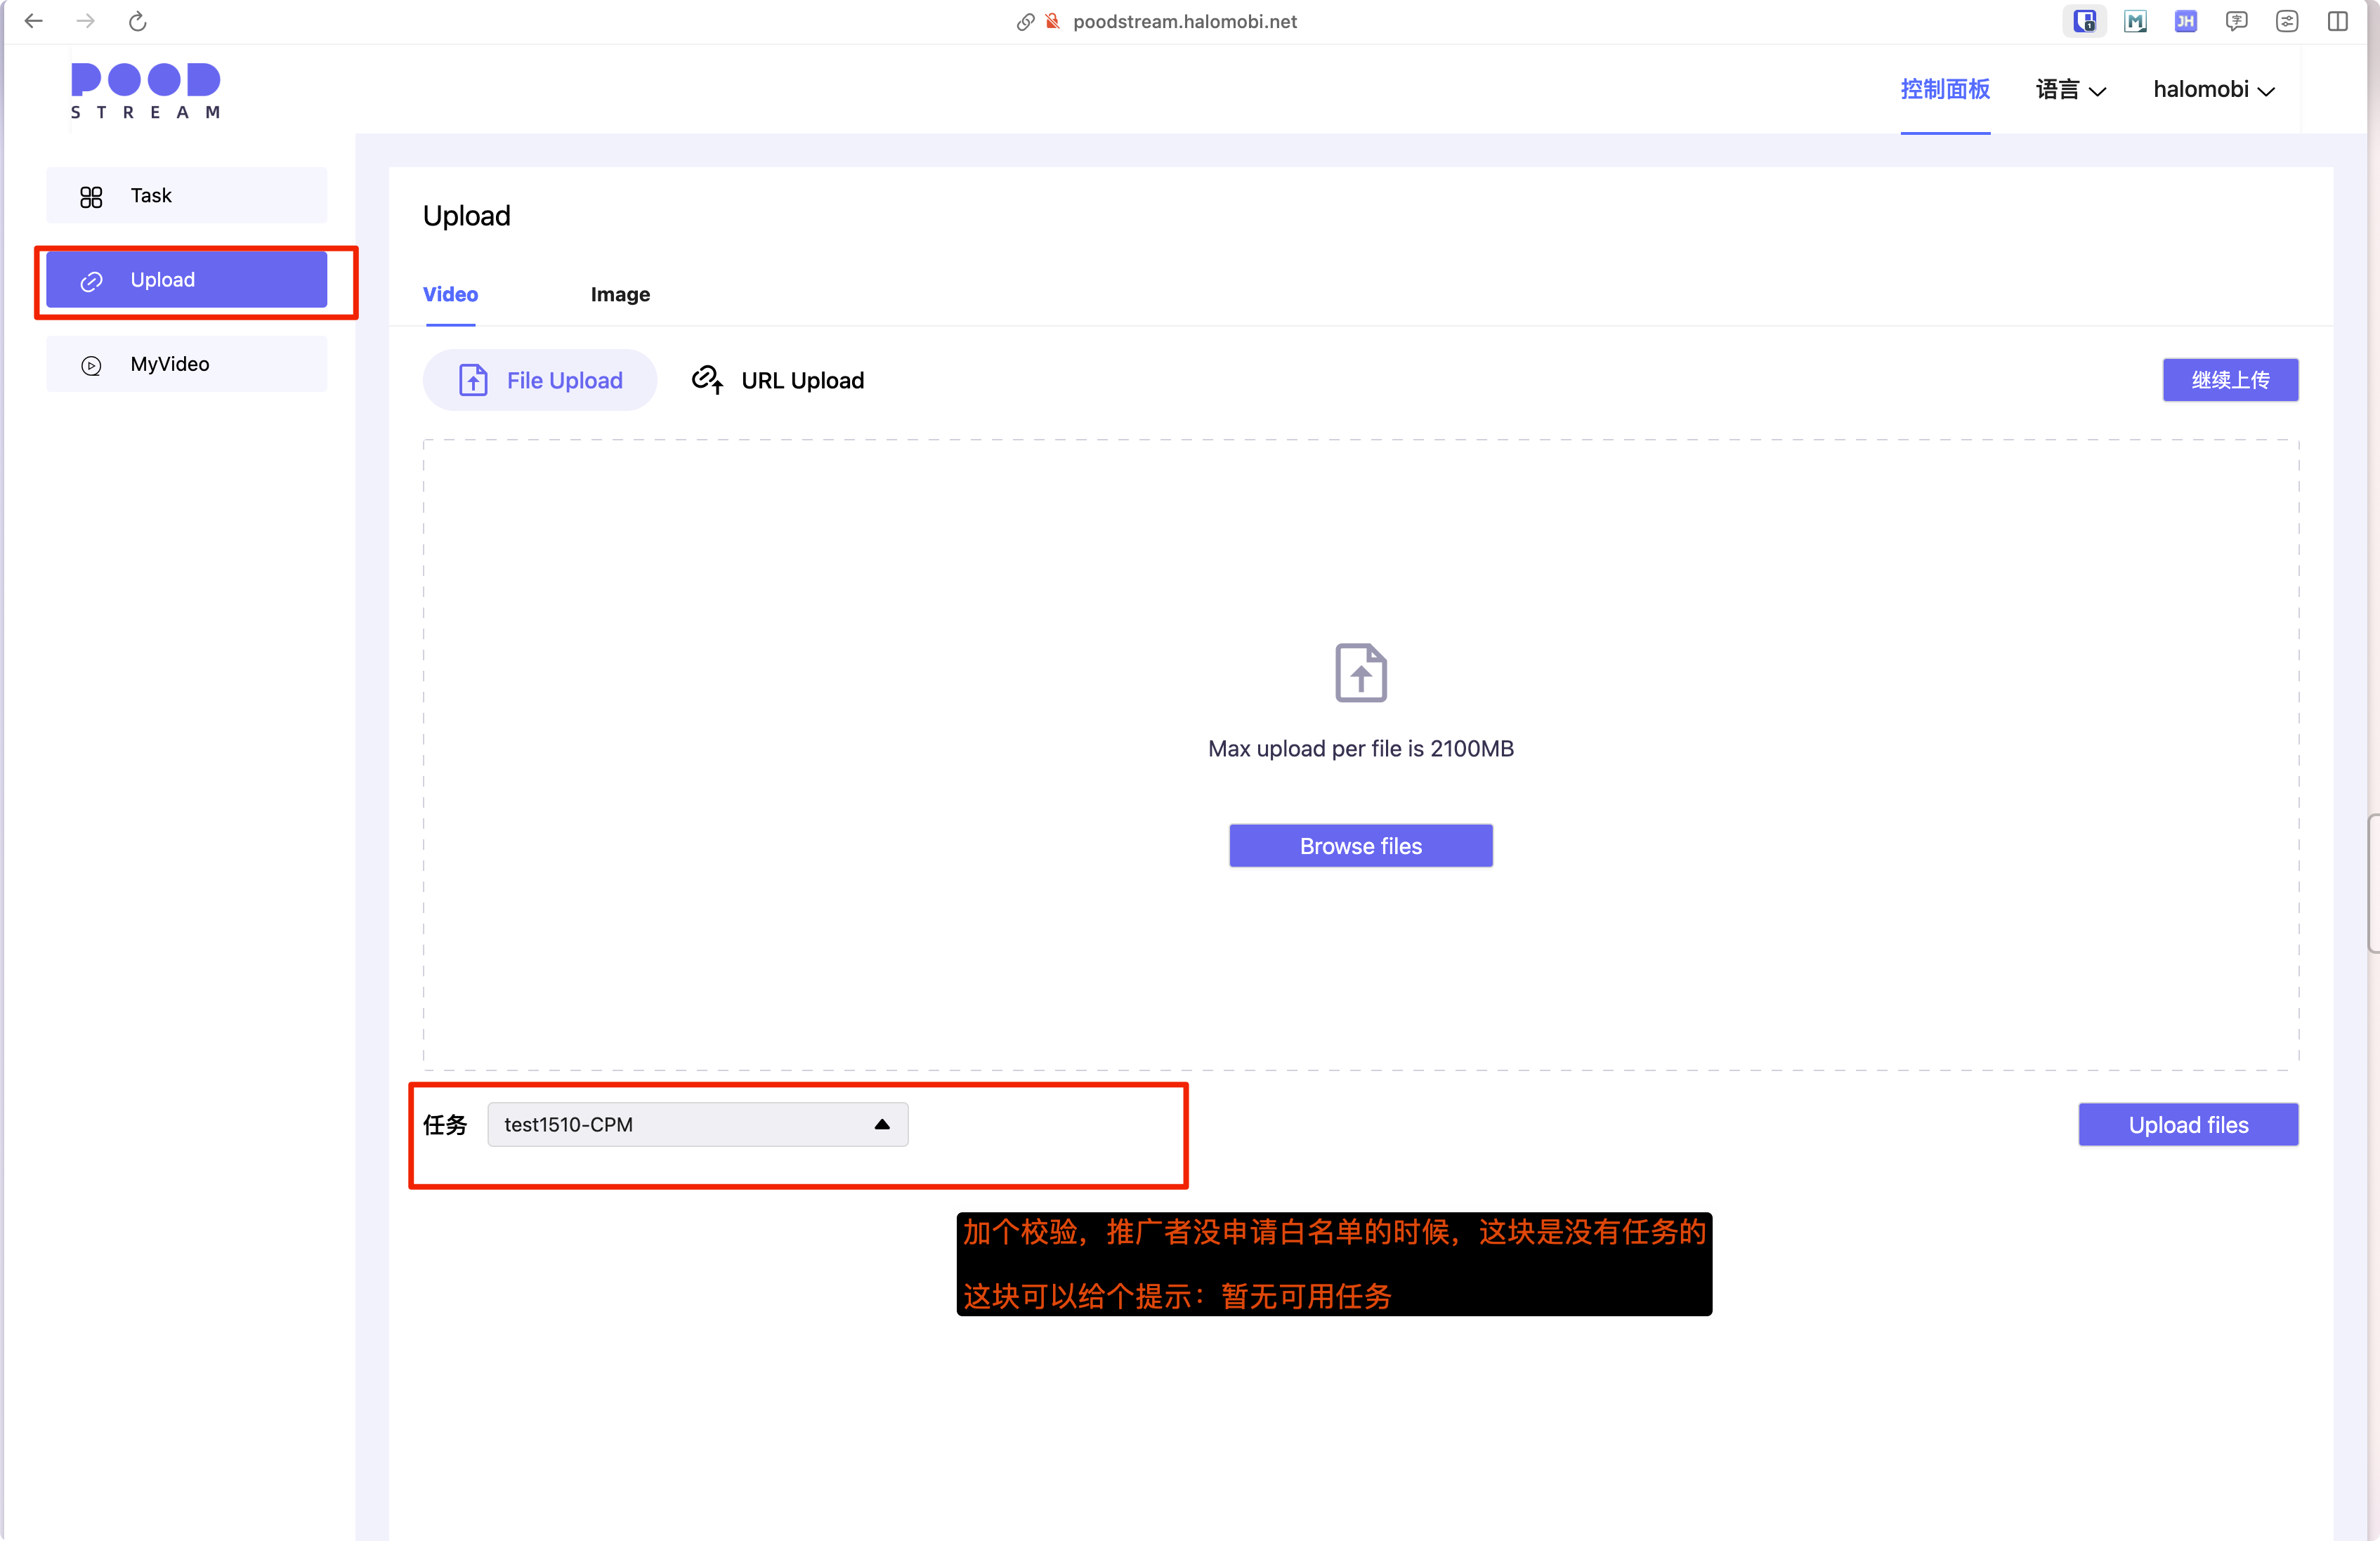 poodstream.halomobi.net
POOD
STREAM
控制面板
语言
halomobi
Task
Upload
MyVideo
Upload
Video
Image
File Upload
URL Upload
继续上传
Max upload per file is 2100MB
Browse files
任务
test1510-CPM
Upload files
加个校验，推广者没申请白名单的时候，这块是没有任务的
这块可以给个提示：暂无可用任务